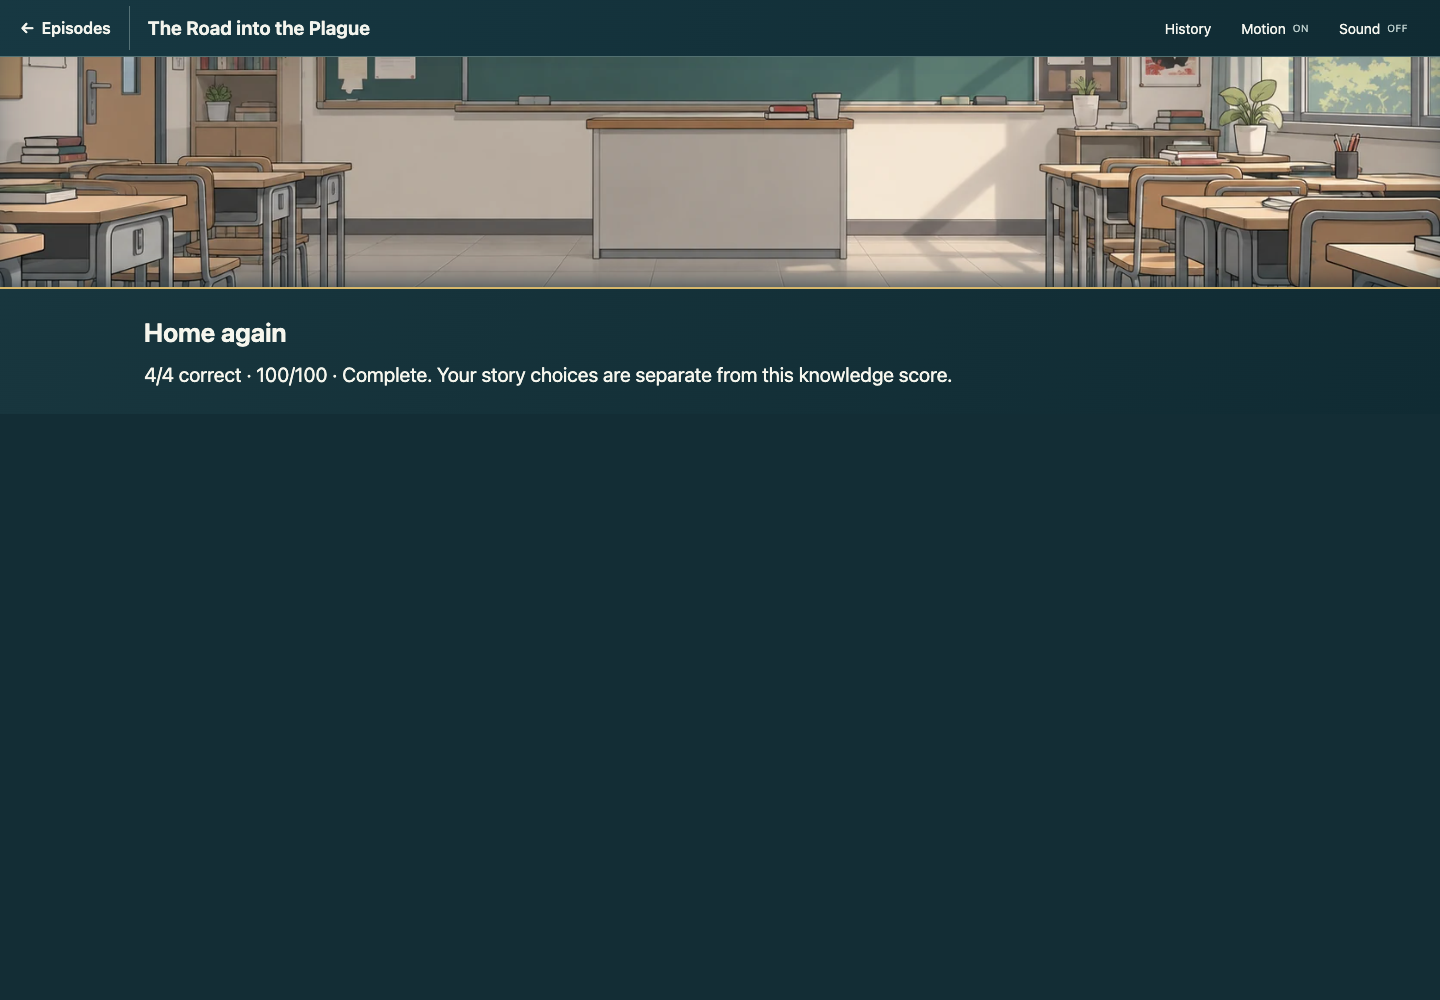 ← Episodes
The Road into the Plague
History
Motion ON
Sound OFF
Home again
4/4 correct · 100/100 · Complete. Your story choices are separate from this knowledge score.